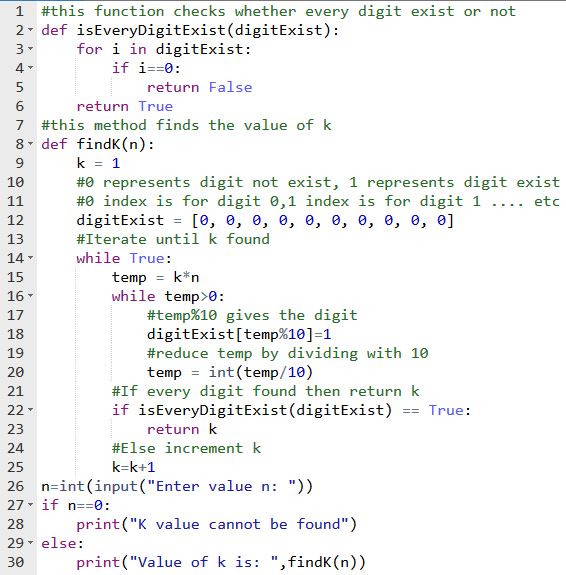 1 #this function checks whether every digit exist or not
2 def isEveryDigitExist(digitExist):
3     for i in digitExist:
4         if i==0:
5             return False
6     return True
7 #this method finds the value of k
8 def findK(n):
9     k = 1
10     #0 represents digit not exist, 1 represents digit exist
11     #0 index is for digit 0,1 index is for digit 1 .... etc
12     digitExist = [0, 0, 0, 0, 0, 0, 0, 0, 0, 0]
13     #Iterate until k found
14     while True:
15         temp = k*n
16         while temp>0:
17             #temp%10 gives the digit
18             digitExist[temp%10]=1
19             #reduce temp by dividing with 10
20             temp = int(temp/10)
21         #If every digit found then return k
22         if isEveryDigitExist(digitExist) == True:
23             return k
24         #Else increment k
25         k=k+1
26 n=int(input("Enter value n: "))
27 if n==0:
28     print("K value cannot be found")
29 else:
30     print("Value of k is: ",findK(n))